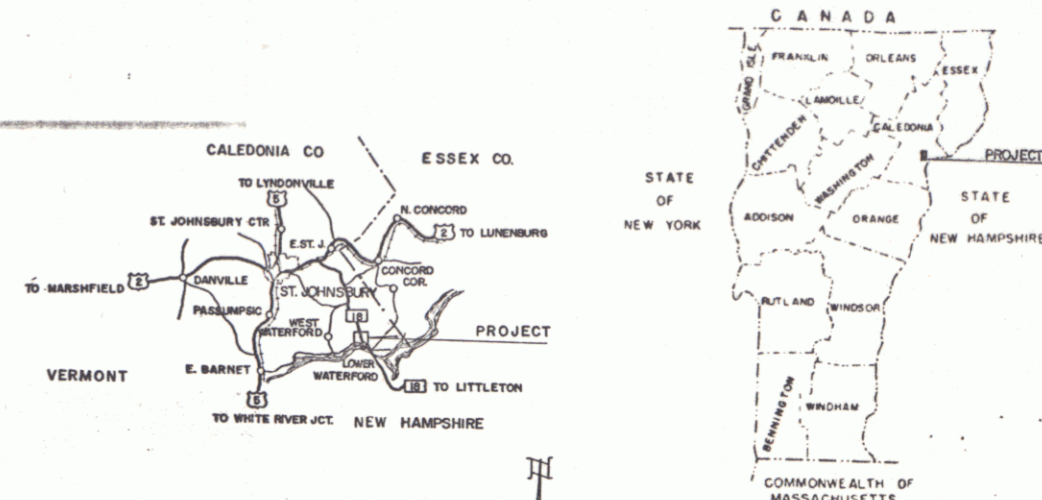 CALEDONIA CO
ESSEX CO.
TO LYNDONVILLE
5
ST. JOHNSBURY CTR
N. CONCORD
2 TO LUNENBURG
E. ST. J.
CONCORD
COR.
TO MARSHFIELD 2
DANVILLE
ST. JOHNSBURY
PASSUMPSIC
18
WEST
WATERFORD
PROJECT
LOWER
WATERFORD
E. BARNET
VERMONT
18 TO LITTLETON
5
TO WHITE RIVER JCT.
NEW HAMPSHIRE
CANADA
GRAND ISLE
FRANKLIN
ORLEANS
ESSEX
LAMOILLE
CALEDONIA
CHITTENDEN
WASHINGTON
PROJECT
STATE
OF
NEW YORK
ADDISON
ORANGE
STATE
OF
NEW HAMPSHIRE
RUTLAND
WINDSOR
BENNINGTON
WINDHAM
COMMONWEALTH OF
MASSACHUSETTS